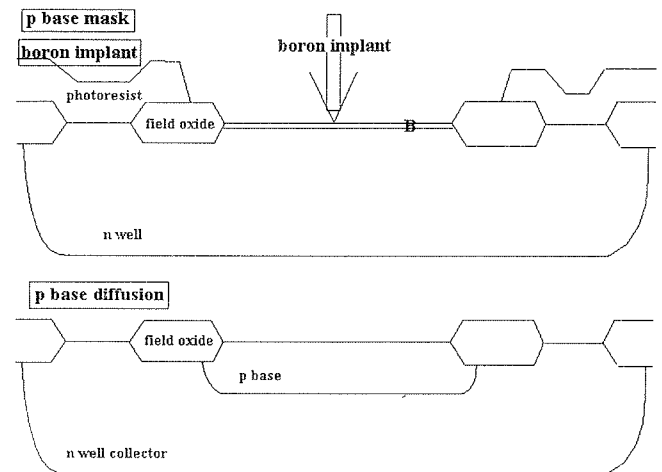 p base mask
boron implant
boron implant
photoresist
field oxide
B
n well
p base diffusion
field oxide
p base
n well collector